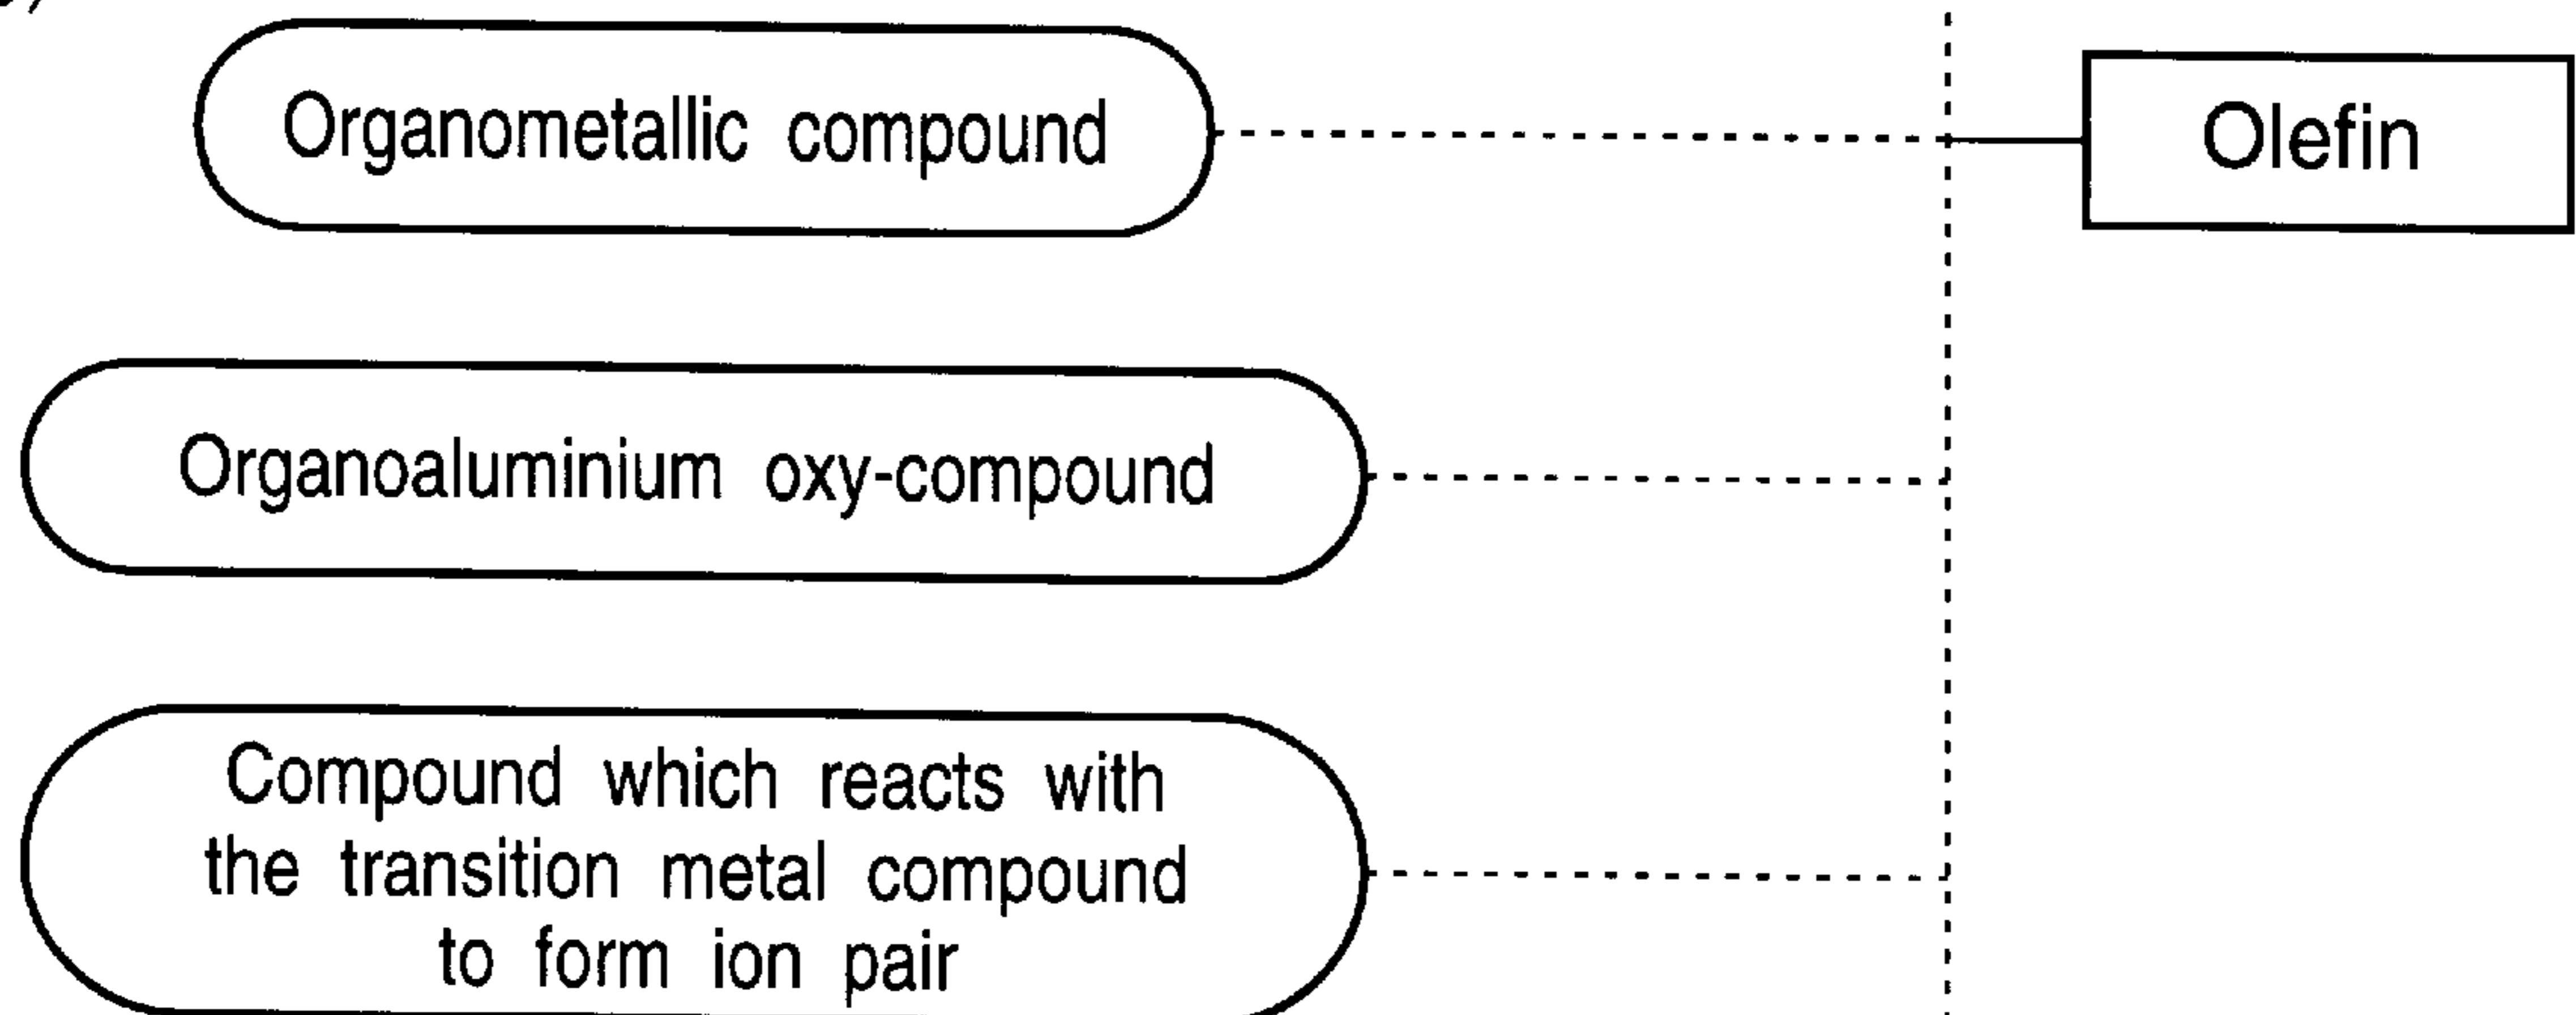 Organometallic compound
Olefin
Organoaluminium oxy-compound
Compound which reacts with
the transition metal compound
to form ion pair